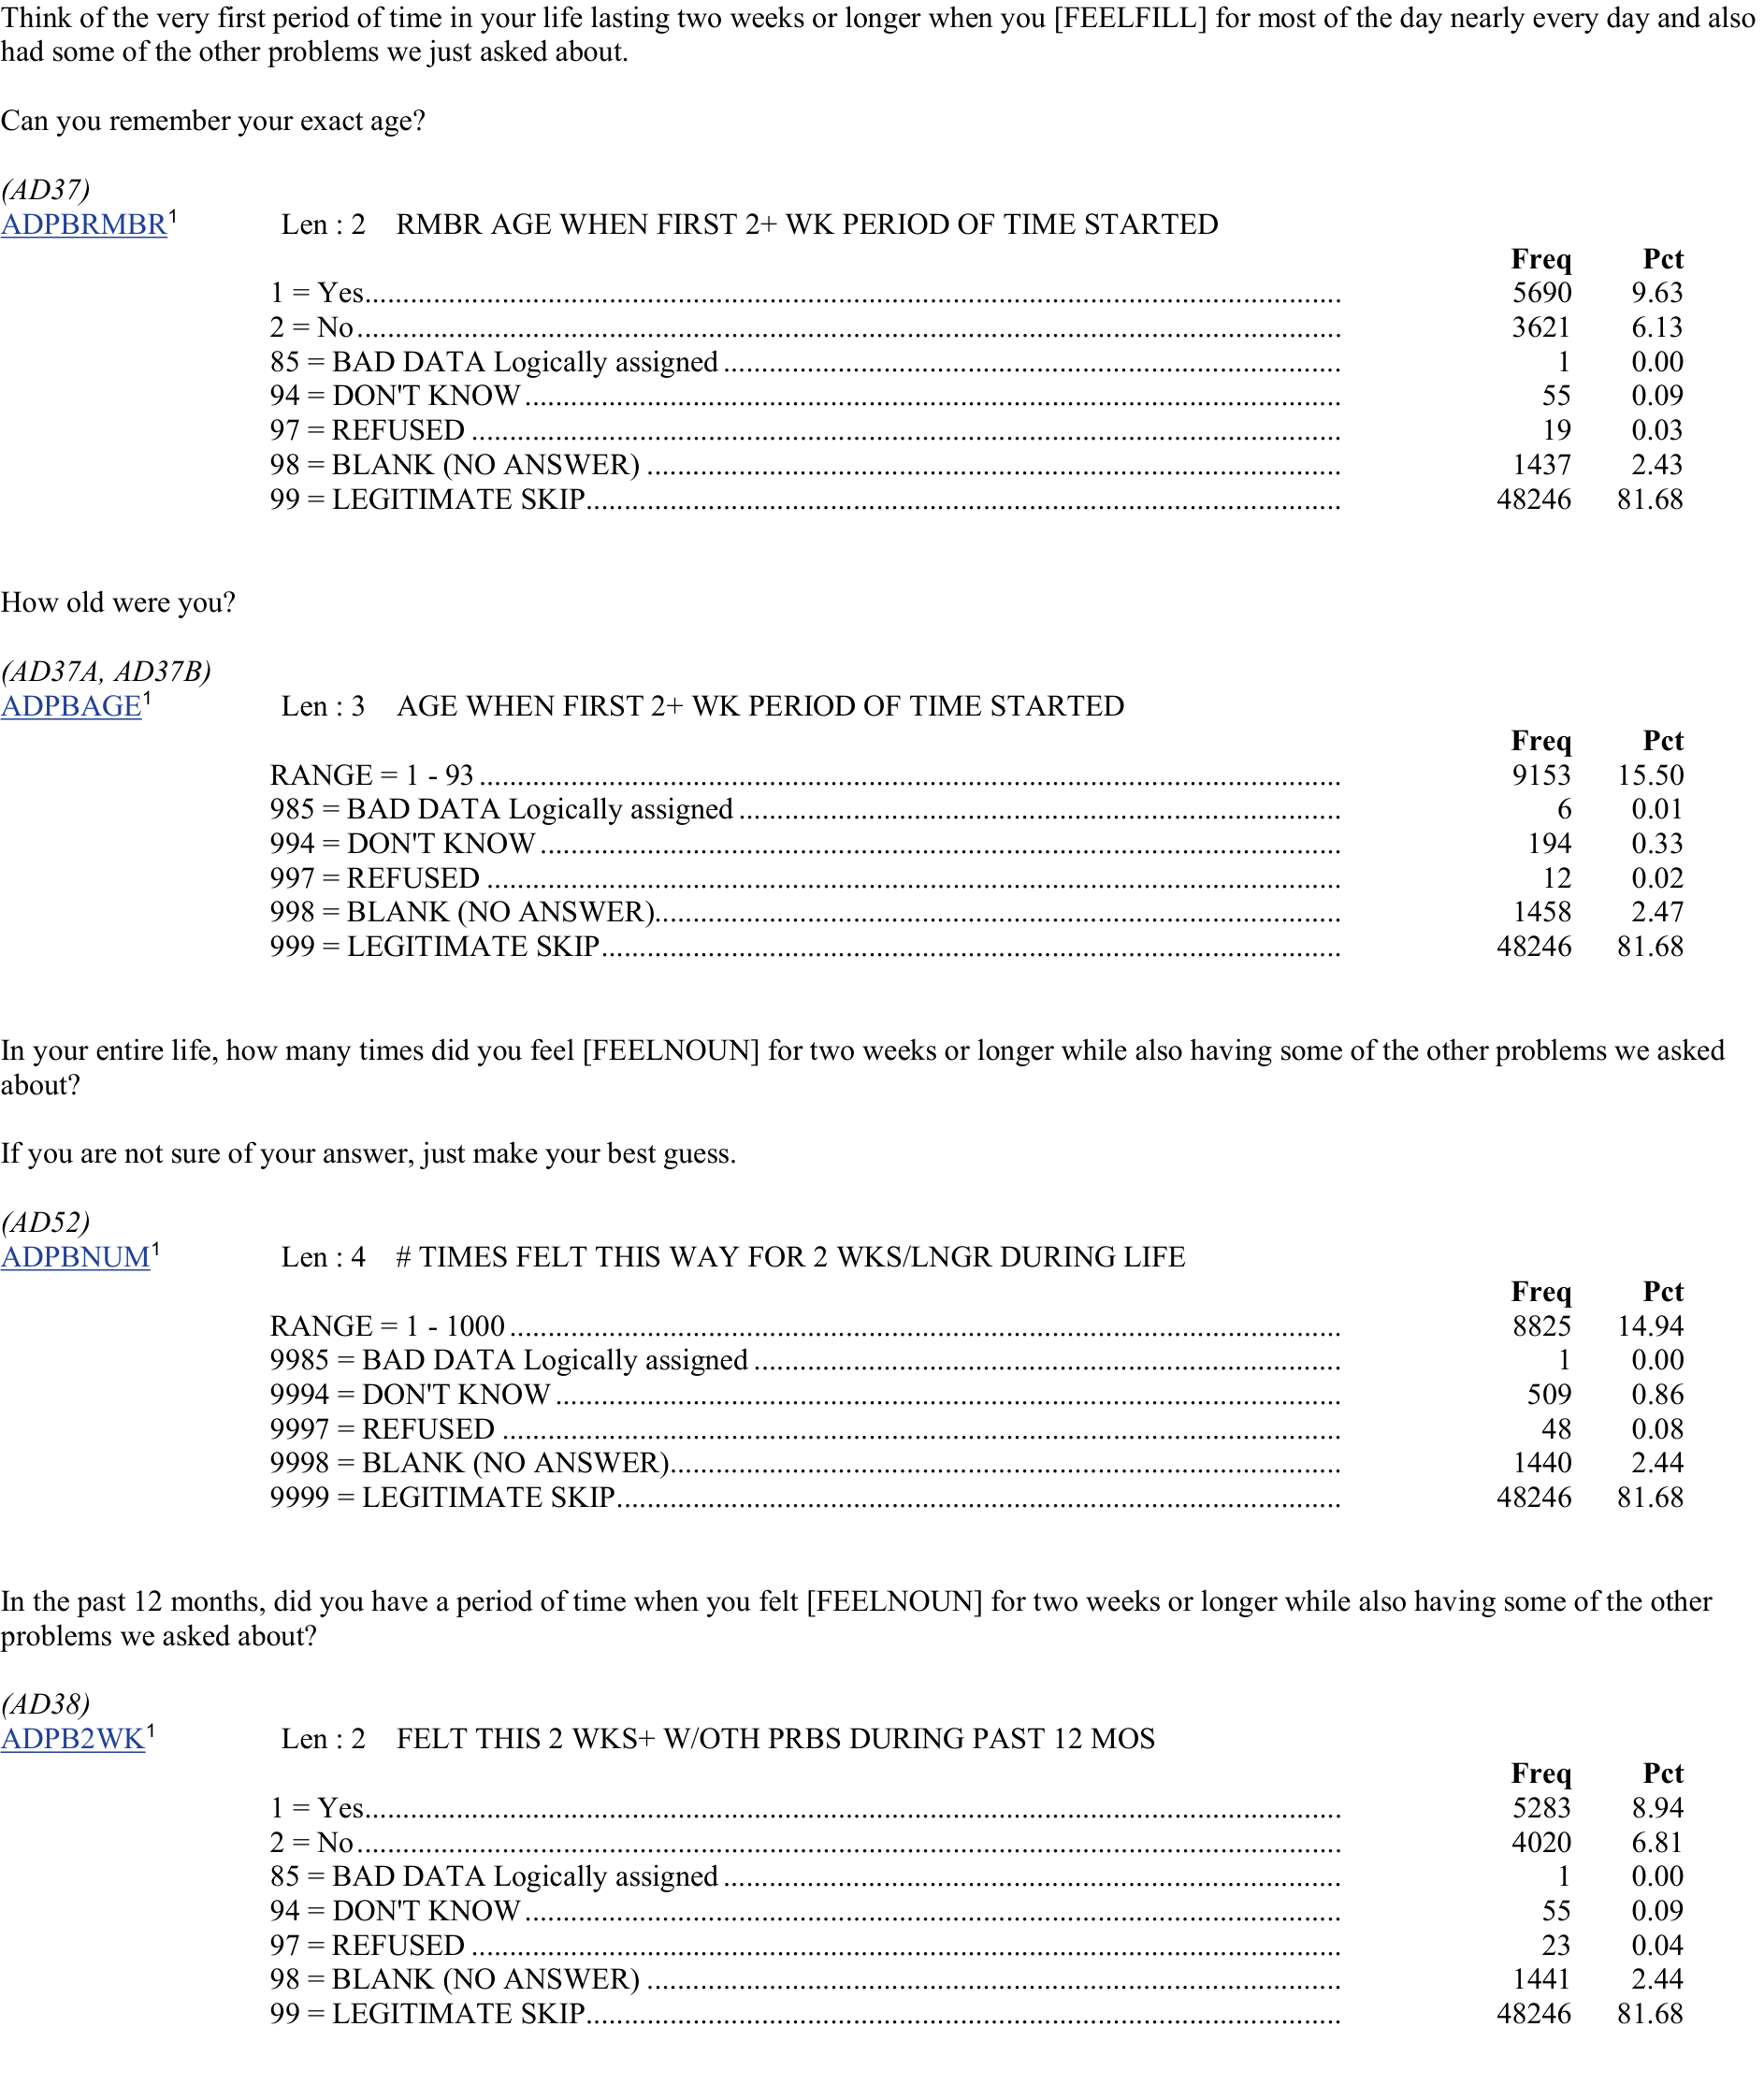 Think of the very first period of time in your life lasting two weeks or longer when you [FEELFILL] for most of the day nearly every day and also
had some of the other problems we just asked about.
Can you remember your exact age?
(AD37)
ADPBRMBR¹ Len : 2 RMBR AGE WHEN FIRST 2+ WK PERIOD OF TIME STARTED
Freq Pct
1 = Yes.......... 5690 9.63
2 = No.......... 3621 6.13
85 = BAD DATA Logically assigned.......... 1 0.00
94 = DON'T KNOW.......... 55 0.09
97 = REFUSED.......... 19 0.03
98 = BLANK (NO ANSWER).......... 1437 2.43
99 = LEGITIMATE SKIP.......... 48246 81.68
How old were you?
(AD37A, AD37B)
ADPBAGE¹ Len : 3 AGE WHEN FIRST 2+ WK PERIOD OF TIME STARTED
Freq Pct
RANGE = 1 - 93.......... 9153 15.50
985 = BAD DATA Logically assigned.......... 6 0.01
994 = DON'T KNOW.......... 194 0.33
997 = REFUSED.......... 12 0.02
998 = BLANK (NO ANSWER).......... 1458 2.47
999 = LEGITIMATE SKIP.......... 48246 81.68
In your entire life, how many times did you feel [FEELNOUN] for two weeks or longer while also having some of the other problems we asked
about?
If you are not sure of your answer, just make your best guess.
(AD52)
ADPBNUM¹ Len : 4 # TIMES FELT THIS WAY FOR 2 WKS/LNGR DURING LIFE
Freq Pct
RANGE = 1 - 1000.......... 8825 14.94
9985 = BAD DATA Logically assigned.......... 1 0.00
9994 = DON'T KNOW.......... 509 0.86
9997 = REFUSED.......... 48 0.08
9998 = BLANK (NO ANSWER).......... 1440 2.44
9999 = LEGITIMATE SKIP.......... 48246 81.68
In the past 12 months, did you have a period of time when you felt [FEELNOUN] for two weeks or longer while also having some of the other
problems we asked about?
(AD38)
ADPB2WK¹ Len : 2 FELT THIS 2 WKS+ W/OTH PRBS DURING PAST 12 MOS
Freq Pct
1 = Yes.......... 5283 8.94
2 = No.......... 4020 6.81
85 = BAD DATA Logically assigned.......... 1 0.00
94 = DON'T KNOW.......... 55 0.09
97 = REFUSED.......... 23 0.04
98 = BLANK (NO ANSWER).......... 1441 2.44
99 = LEGITIMATE SKIP.......... 48246 81.68